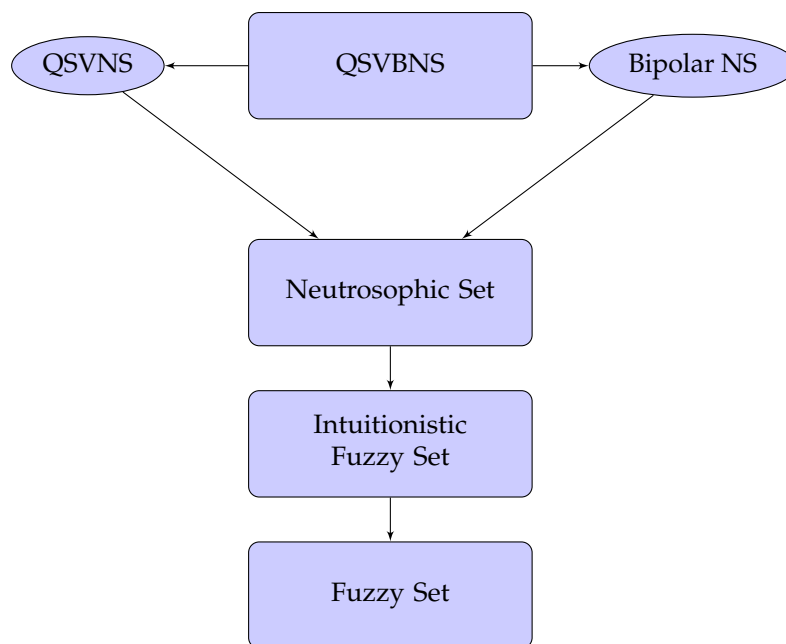 QSVNS
QSVBNS
Bipolar NS
Neutrosophic Set
Intuitionistic
Fuzzy Set
Fuzzy Set